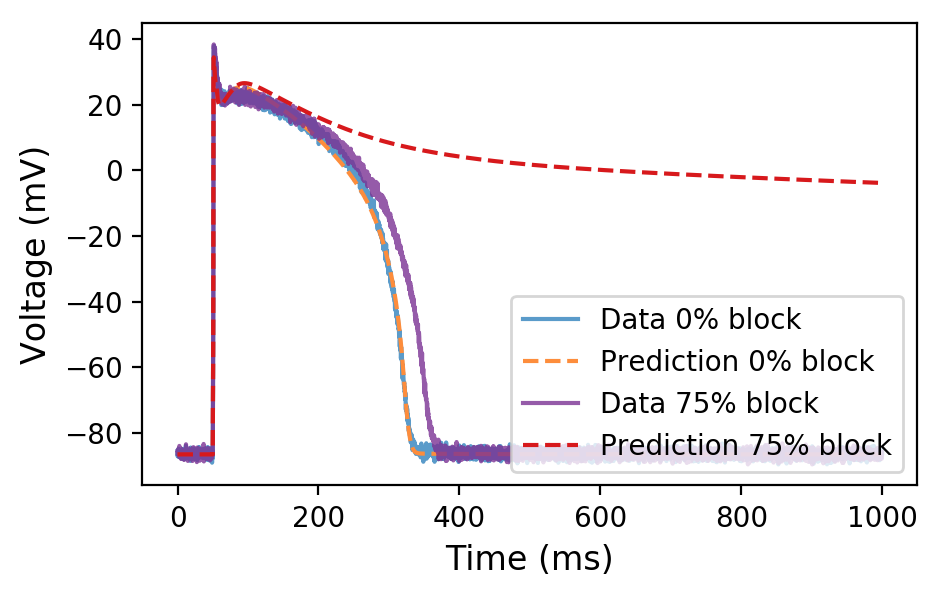 40
20
0
−20
−40
−60
−80
Voltage (mV)
Data 0% block
Prediction 0% block
Data 75% block
Prediction 75% block
0 200 400 600 800 1000
Time (ms)